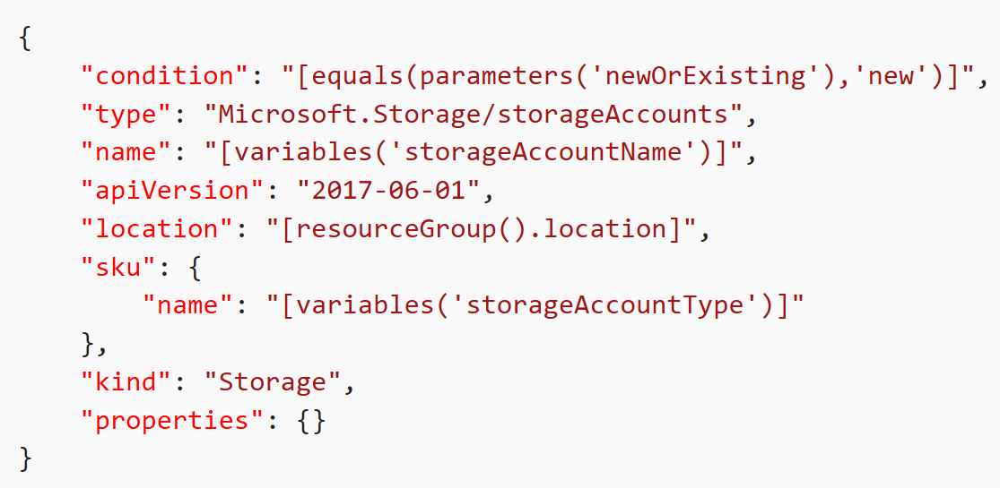 {
    "condition": "[equals(parameters('newOrExisting'),'new')]",
    "type": "Microsoft.Storage/storageAccounts",
    "name": "[variables('storageAccountName')]",
    "apiVersion": "2017-06-01",
    "location": "[resourceGroup().location]",
    "sku": {
        "name": "[variables('storageAccountType')]"
    },
    "kind": "Storage",
    "properties": {}
}